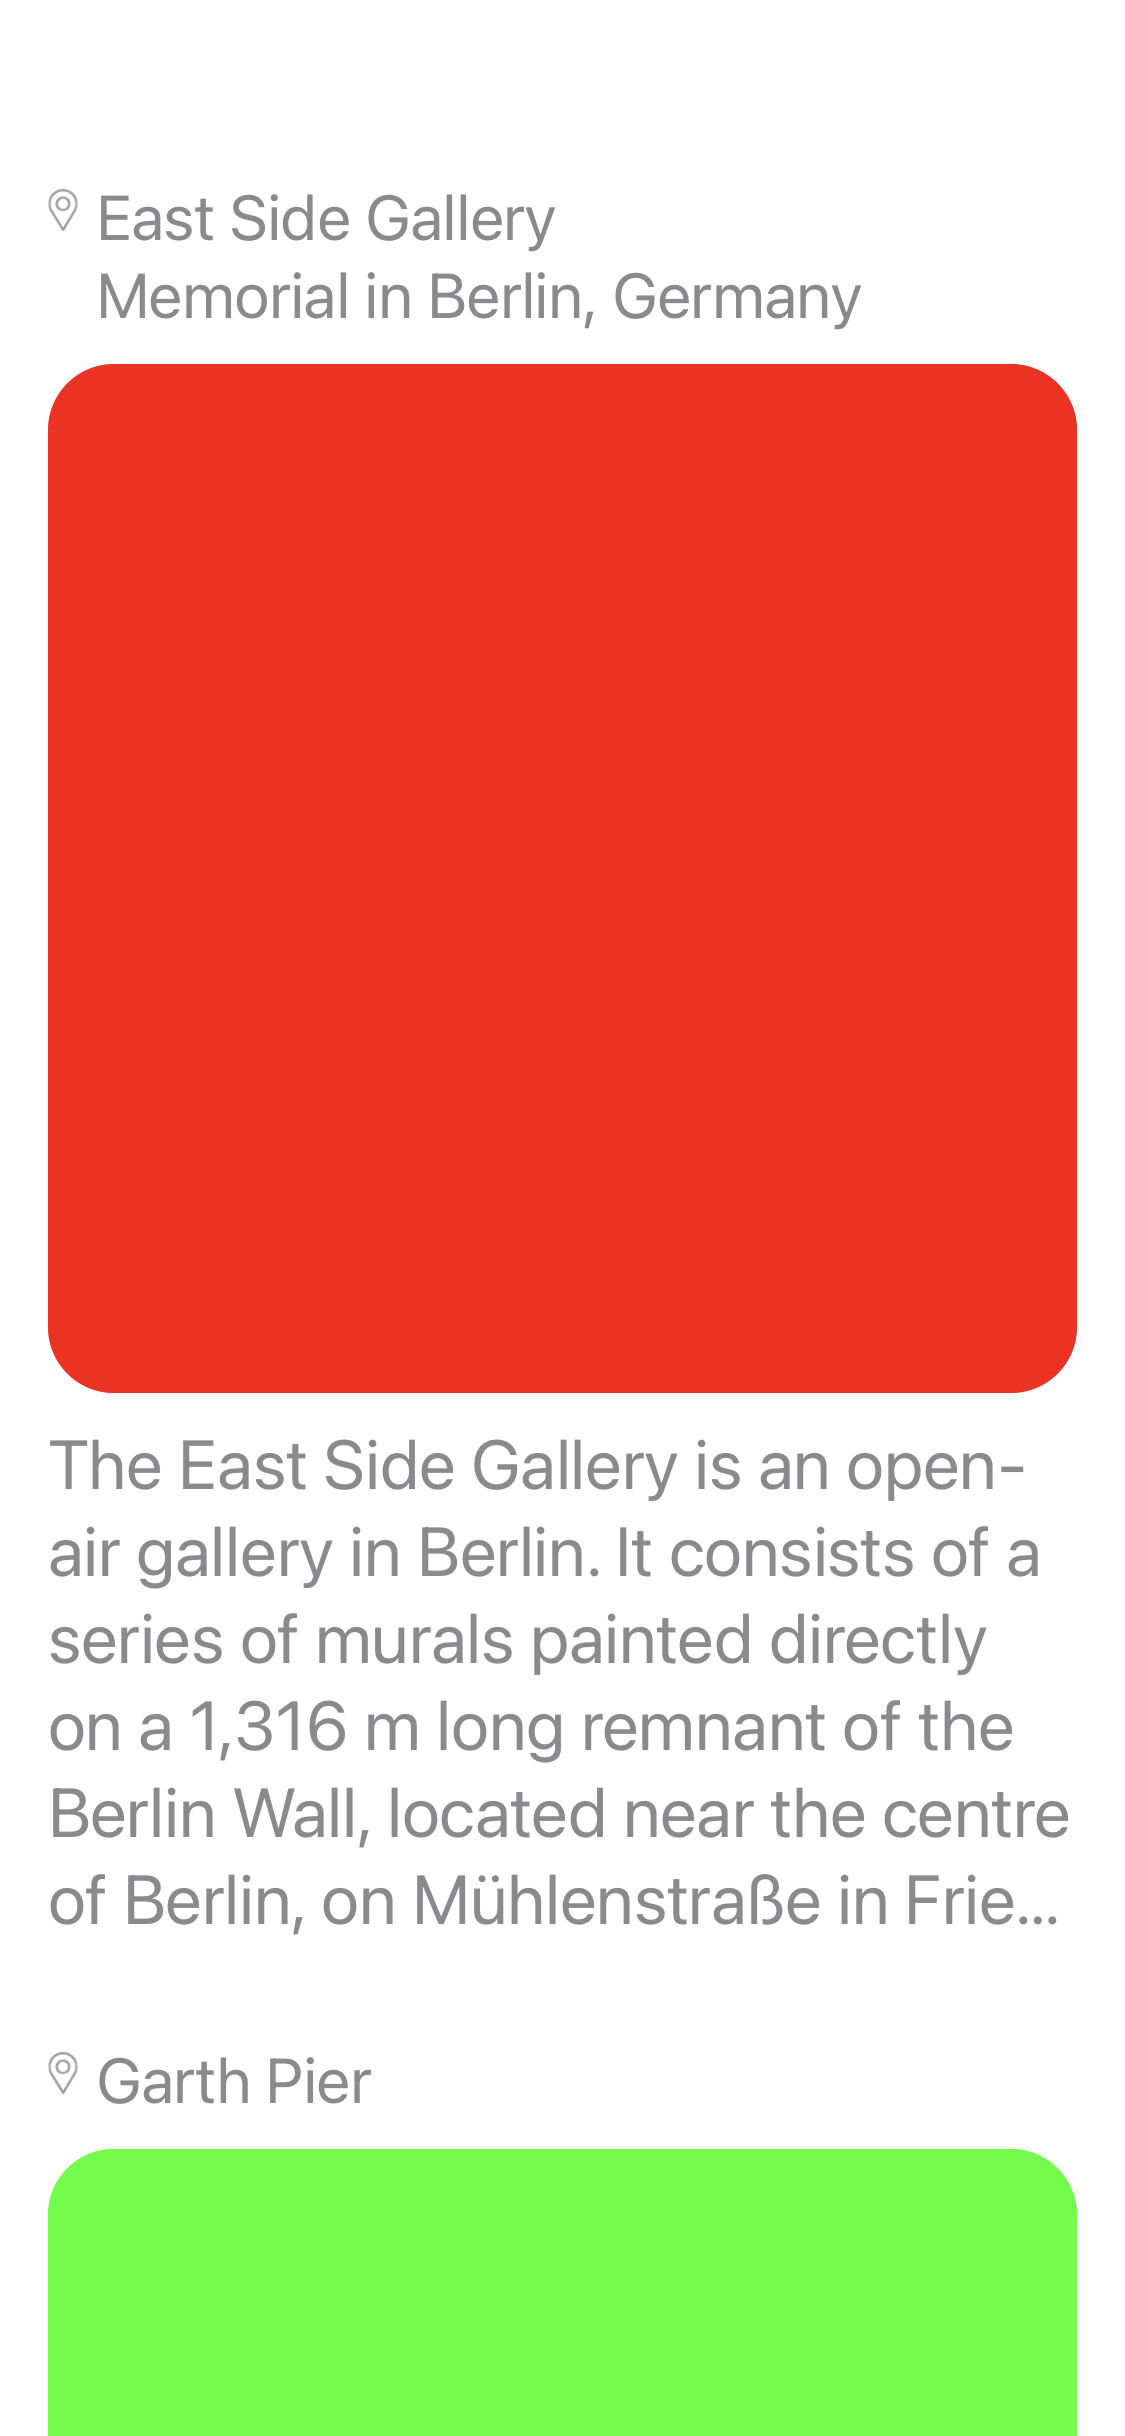 East Side Gallery
Memorial in Berlin, Germany
The East Side Gallery is an open-
air gallery in Berlin. It consists of a
series of murals painted directly
on a 1,316 m long remnant of the
Berlin Wall, located near the centre
of Berlin, on Mühlenstraße in Frie...
Garth Pier